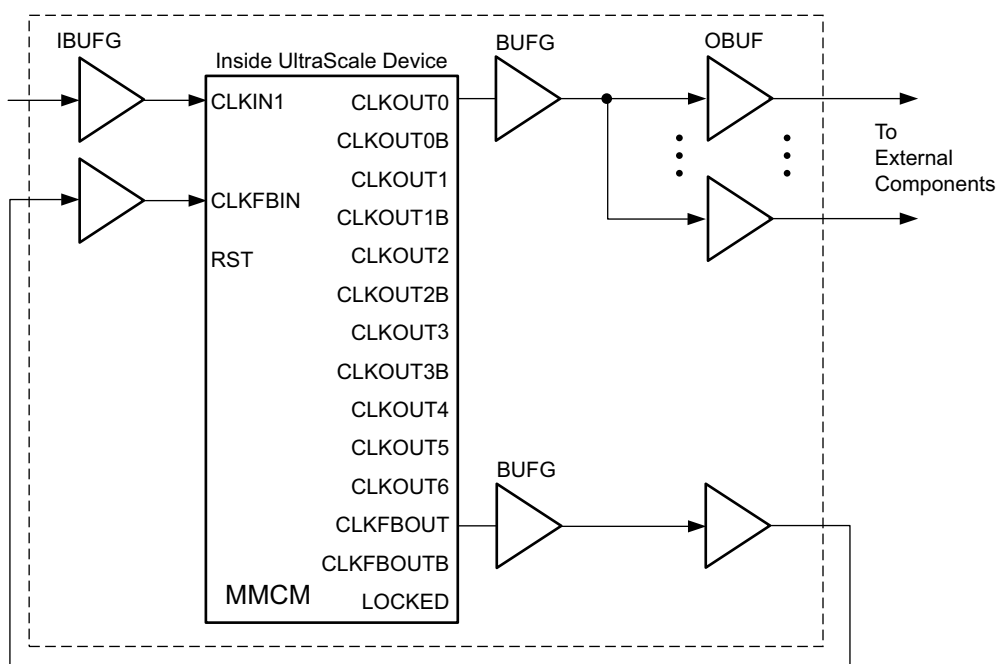 IBUFG
BUFG
OBUF
Inside UltraScale Device
CLKIN1
CLKFBIN
RST
CLKOUT0
CLKOUT0B
CLKOUT1
CLKOUT1B
CLKOUT2
CLKOUT2B
CLKOUT3
CLKOUT3B
CLKOUT4
CLKOUT5
CLKOUT6
CLKFBOUT
CLKFBOUTB
LOCKED
MMCM
To
External
Components
BUFG